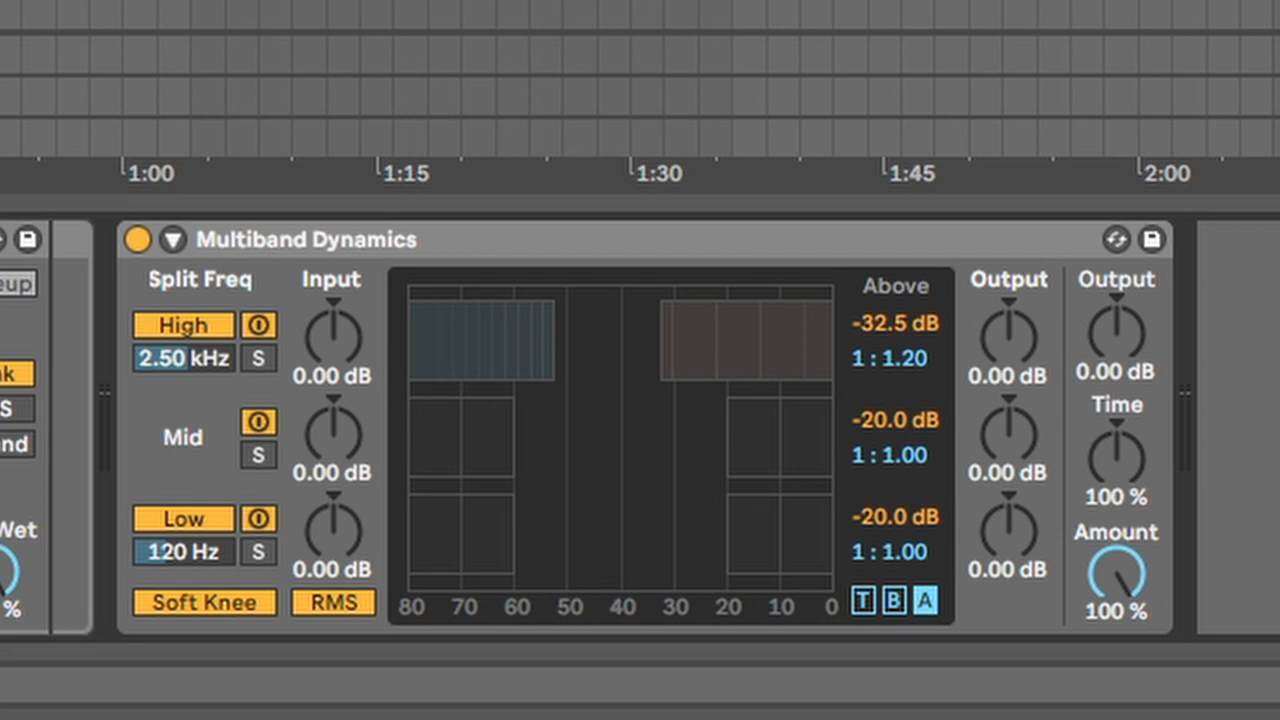 1:00 1:15 1:30 1:45 2:00
Multiband Dynamics
eup
k
S
nd
Wet
%
Split Freq Input Above Output Output
High -32.5 dB
2.50 kHz S 1 : 1.20
0.00 dB 0.00 dB 0.00 dB
Time
Mid -20.0 dB
S 1 : 1.00
0.00 dB 0.00 dB
100 %
Low -20.0 dB
Amount
120 Hz S 1 : 1.00
0.00 dB 0.00 dB
Soft Knee RMS 80 70 60 50 40 30 20 10 0 T B A
100 %